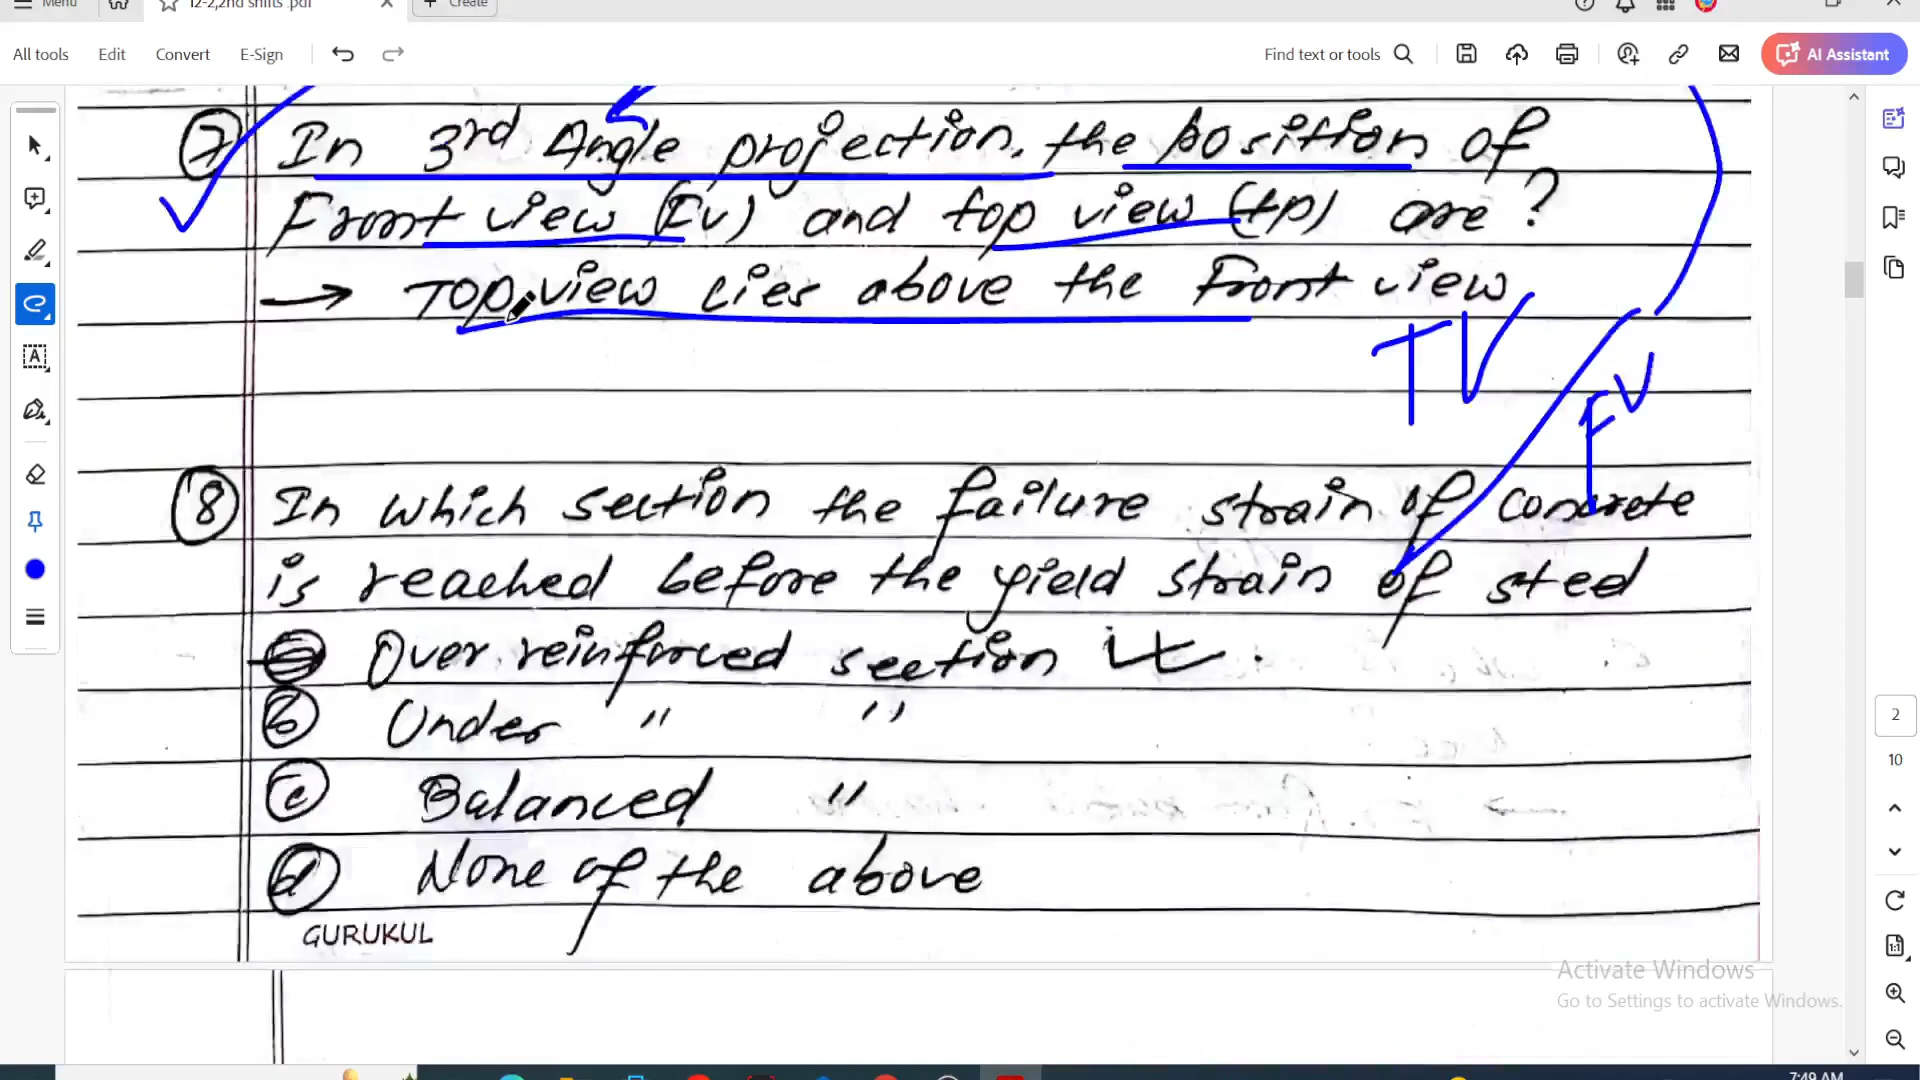 Menu
12-2,2nd shifts .pdf
Create
All tools Edit Convert E-Sign
Find text or tools
AI Assistant
7 In 3rd Angle projection, the position of
Front view (Fv) and top view (tp) are?
→ Top view lies above the Front view
TV
FV
8 In which section the failure strain of concrete
is reached before the yield strain of steel
Over reinforced section
b Under " "
c Balanced "
d None of the above
GURUKUL
2
10
Activate Windows
Go to Settings to activate Windows.
7:49 AM